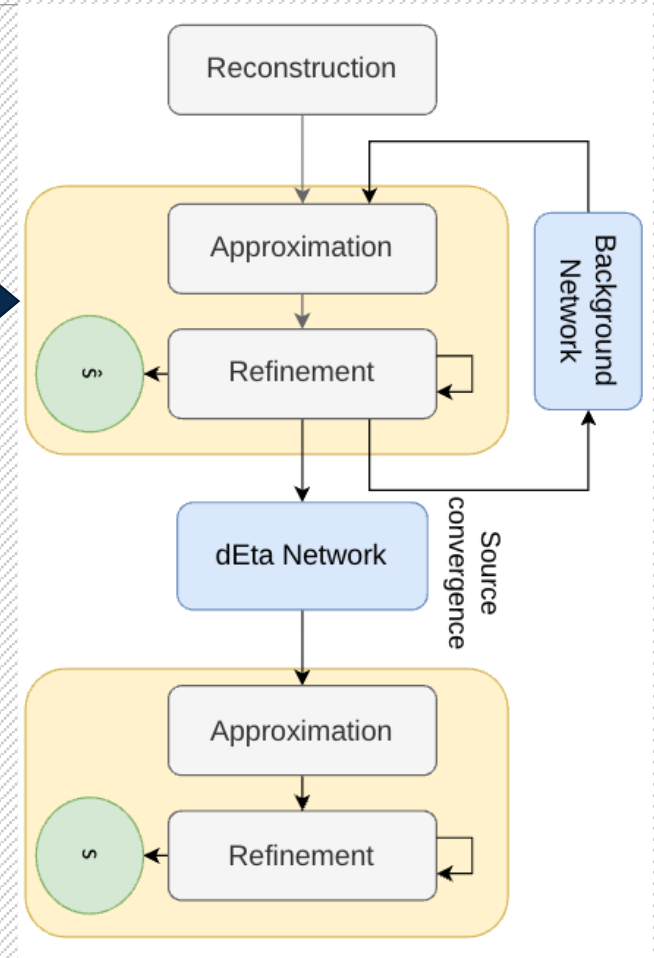 Reconstruction
Approximation
Background
Network
Refinement
ŝ
dEta Network
Source
convergence
Approximation
Refinement
s